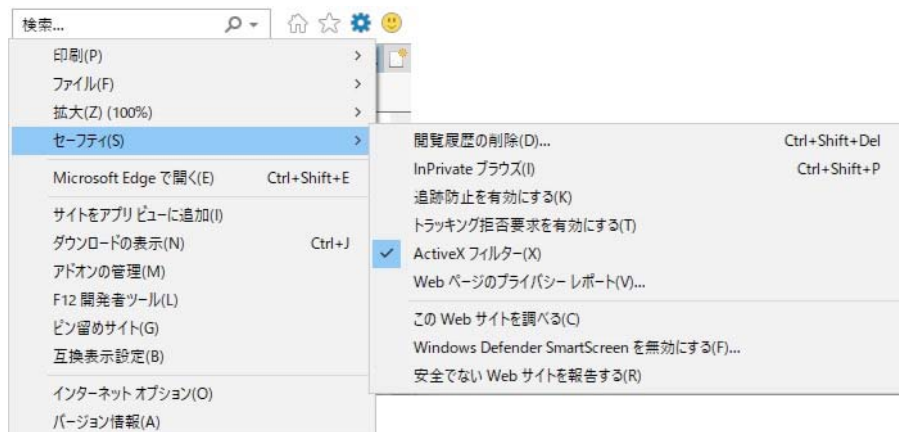 検索...
印刷(P)
ファイル(F)
拡大(Z) (100%)
セーフティ(S)
Microsoft Edge で開く(E) Ctrl+Shift+E
サイトをアプリ ビューに追加(I)
ダウンロードの表示(N) Ctrl+J
アドオンの管理(M)
F12 開発者ツール(L)
ピン留めサイト(G)
互換表示設定(B)
インターネット オプション(O)
バージョン情報(A)
閲覧履歴の削除(D)... Ctrl+Shift+Del
InPrivate ブラウズ(I) Ctrl+Shift+P
追跡防止を有効にする(K)
トラッキング拒否要求を有効にする(T)
ActiveX フィルター(X)
Web ページのプライバシー レポート(V)...
この Web サイトを調べる(C)
Windows Defender SmartScreen を無効にする(F)...
安全でない Web サイトを報告する(R)